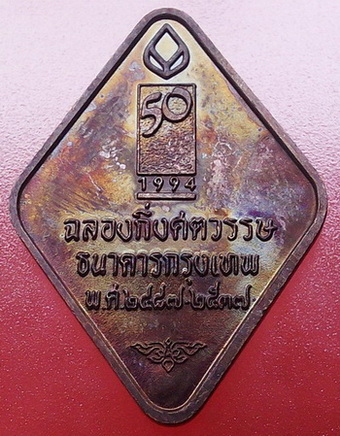 50
1994
ฉลองกึ่งศตวรรษ
ธนาคารกรุงเทพ
พ.ศ.๒๔๘๗-๒๕๓๗